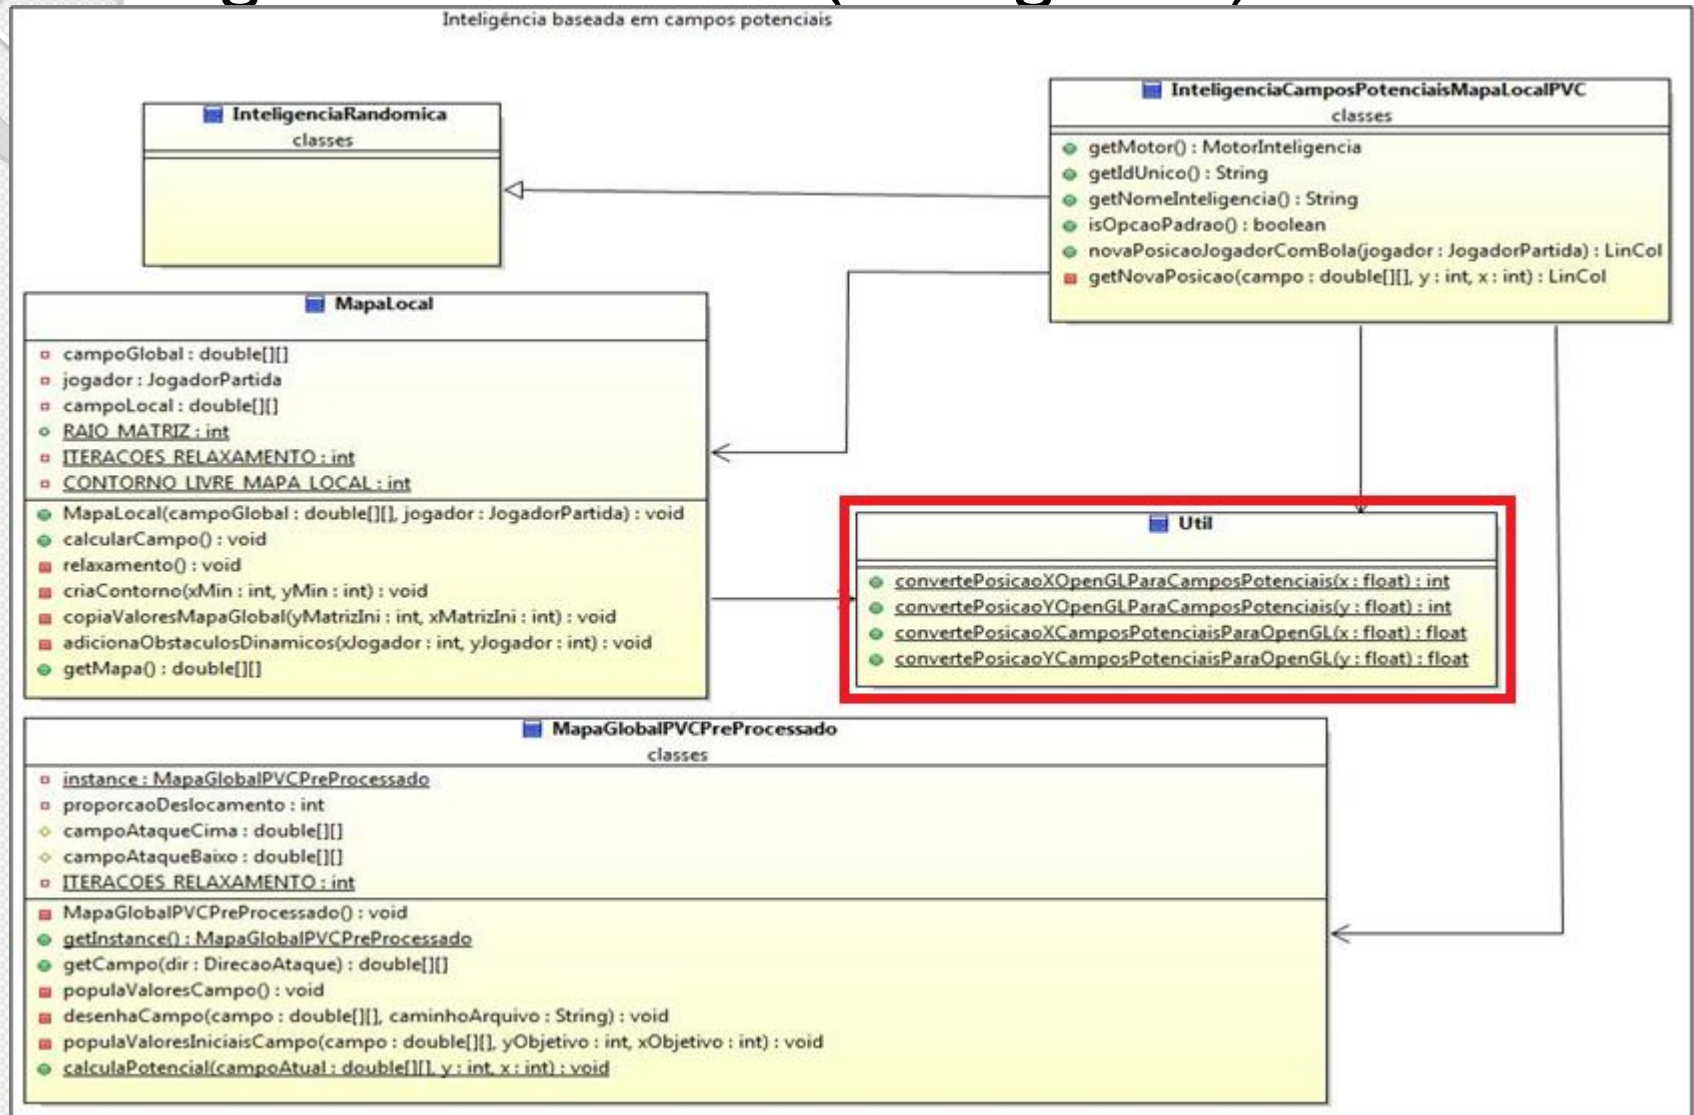 Inteligência baseada em campos potenciais
InteligenciaRandomica
classes
InteligenciaCamposPotenciaisMapaLocalPVC
classes
getMotor() : MotorInteligencia
getIdUnico() : String
getNomeInteligencia() : String
isOpcaoPadrao() : boolean
novaPosicaoJogadorComBola(jogador : JogadorPartida) : LinCol
getNovaPosicao(campo : double[][], y : int, x : int) : LinCol
MapaLocal
campoGlobal : double[][]
jogador : JogadorPartida
campoLocal : double[][]
RAIO_MATRIZ : int
ITERACOES_RELAXAMENTO : int
CONTORNO_LIVRE_MAPA_LOCAL : int
MapaLocal(campoGlobal : double[][], jogador : JogadorPartida) : void
calcularCampo() : void
relaxamento() : void
criaContorno(xMin : int, yMin : int) : void
copiaValoresMapaGlobal(yMatrizIni : int, xMatrizIni : int) : void
adicionaObstaculosDinamicos(xJogador : int, yJogador : int) : void
getMapa() : double[][]
Util
convertePosicaoXOpenGLParaCamposPotenciais(x : float) : int
convertePosicaoYOpenGLParaCamposPotenciais(y : float) : int
convertePosicaoXCamposPotenciaisParaOpenGL(x : float) : float
convertePosicaoYCamposPotenciaisParaOpenGL(y : float) : float
MapaGlobalPVCPreProcessado
classes
instance : MapaGlobalPVCPreProcessado
proporcaoDeslocamento : int
campoAtaqueCima : double[][]
campoAtaqueBaixo : double[][]
ITERACOES_RELAXAMENTO : int
MapaGlobalPVCPreProcessado() : void
getInstance() : MapaGlobalPVCPreProcessado
getCampo(dir : DirecaoAtaque) : double[][]
populaValoresCampo() : void
desenhaCampo(campo : double[][], caminhoArquivo : String) : void
populaValoresIniciaisCampo(campo : double[][], yObjetivo : int, xObjetivo : int) : void
calculaPotencial(campoAtual : double[][], y : int, x : int) : void